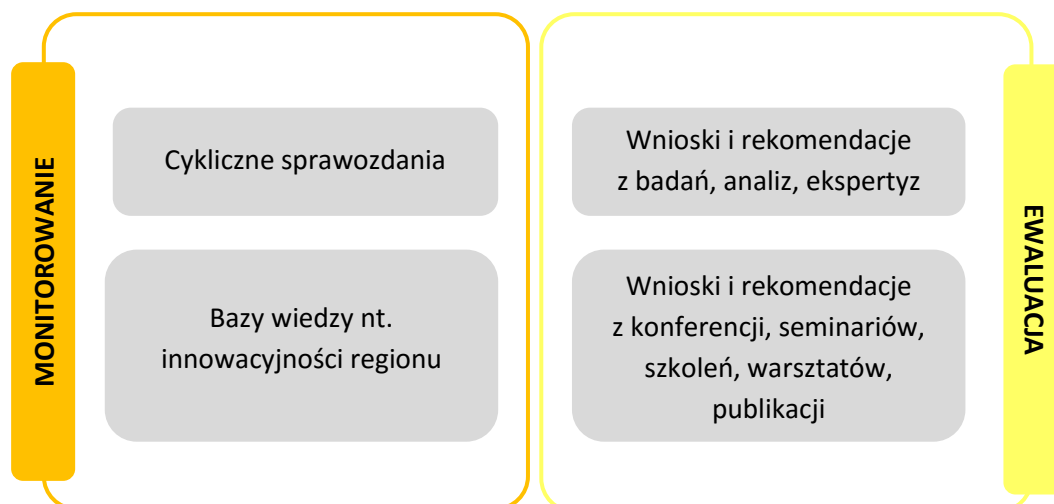 MONITOROWANIE
Cykliczne sprawozdania
Bazy wiedzy nt.
innowacyjności regionu
Wnioski i rekomendacje
z badań, analiz, ekspertyz
Wnioski i rekomendacje
z konferencji, seminariów,
szkoleń, warsztatów,
publikacji
EWALUACJA